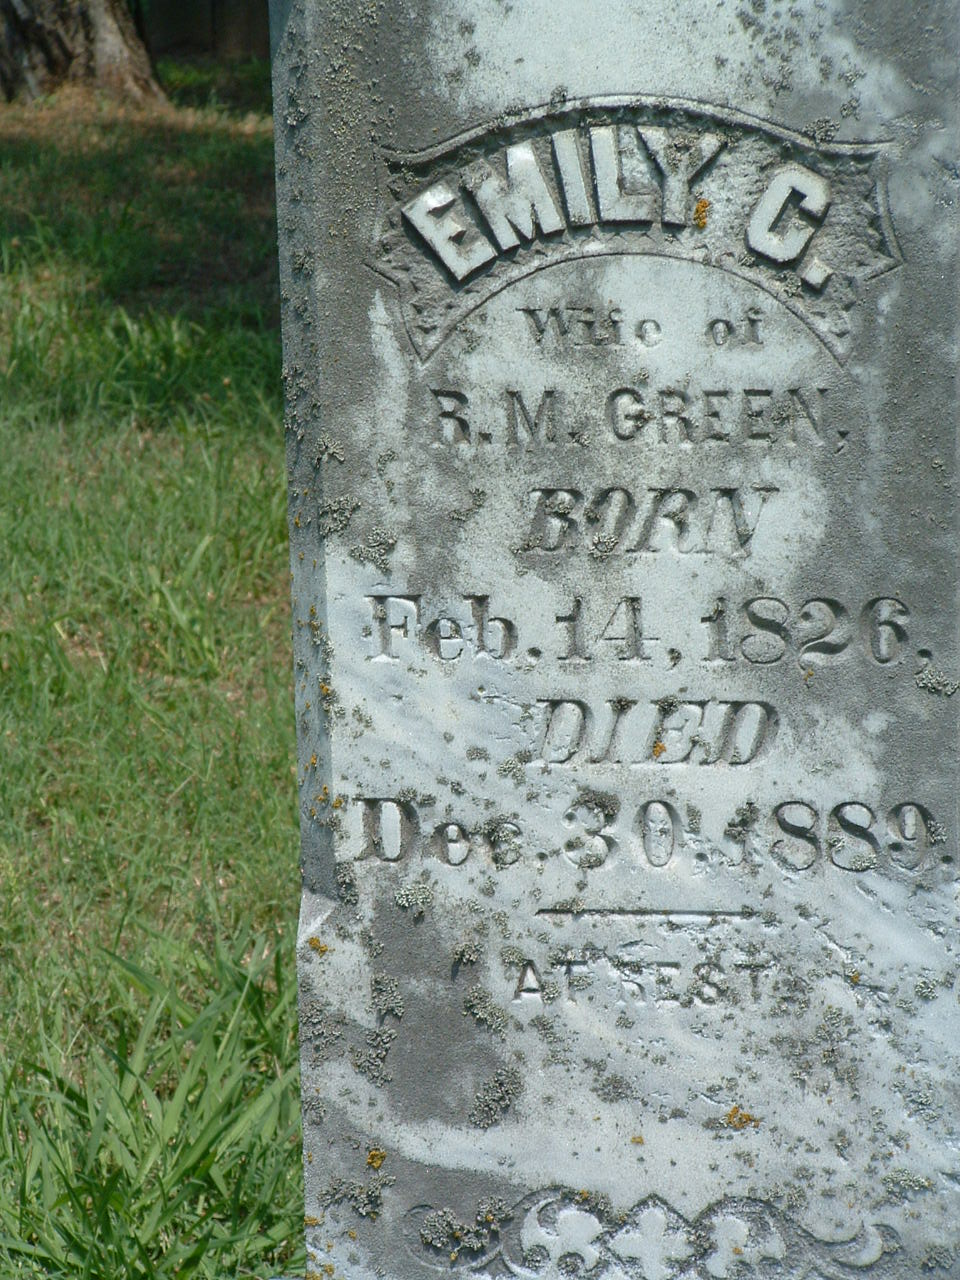 EMILY C.
Wife of
R.M. GREEN,
BORN
Feb. 14, 1826,
DIED
Dec. 30, 1889.
AT REST.